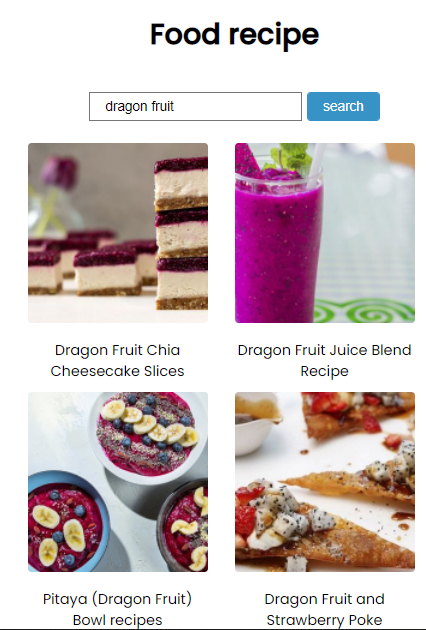 Food recipe
dragon fruit
search
Dragon Fruit Chia
Cheesecake Slices
Dragon Fruit Juice Blend
Recipe
Pitaya (Dragon Fruit)
Bowl recipes
Dragon Fruit and
Strawberry Poke